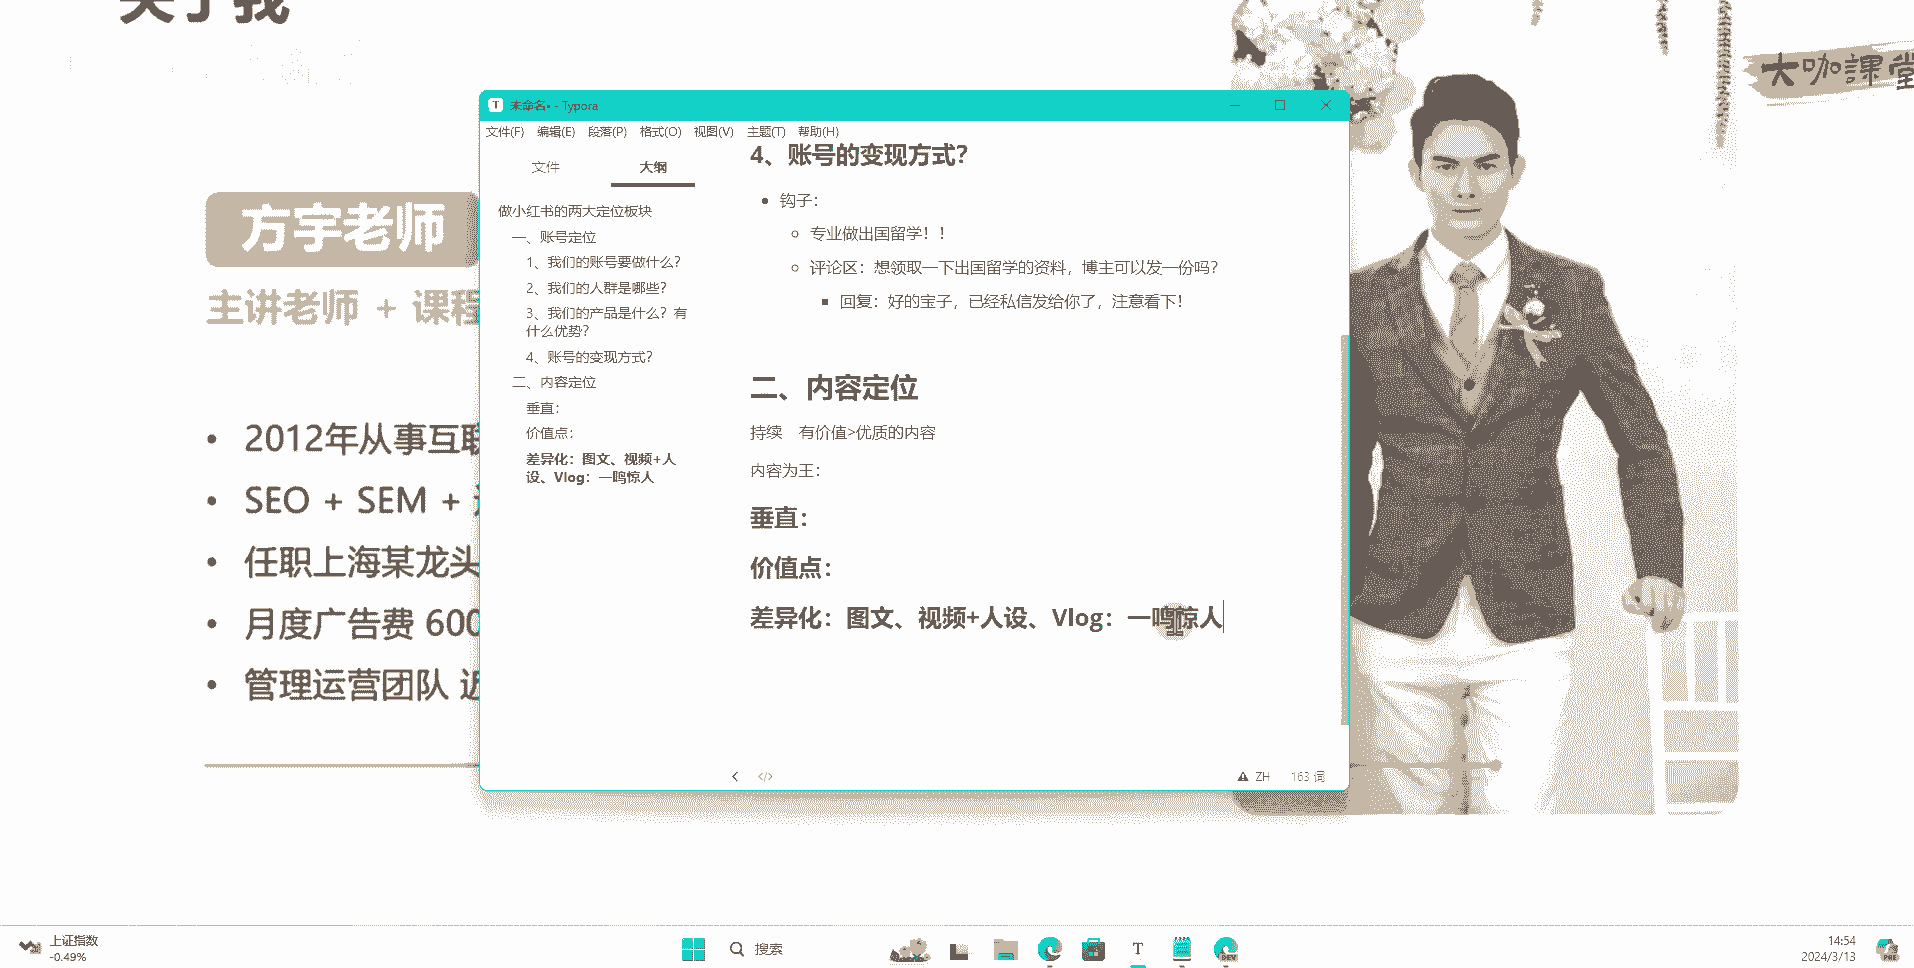 关于我
大咖課堂
方宇老师
主讲老师 + 课程
2012年从事互联
SEO + SEM +
任职上海某龙头
月度广告费 600
管理运营团队 近
未命名• - Typora
文件(F) 编辑(E) 段落(P) 格式(O) 视图(V) 主题(T) 帮助(H)
文件 大纲
做小红书的两大定位板块
一、账号定位
1、我们的账号要做什么？
2、我们的人群是哪些？
3、我们的产品是什么？有
什么优势？
4、账号的变现方式？
二、内容定位
垂直：
价值点：
差异化：图文、视频+人
设、Vlog：一鸣惊人
4、账号的变现方式？
钩子：
专业做出国留学！！
评论区：想领取一下出国留学的资料，博主可以发一份吗？
回复：好的宝子，已经私信发给你了，注意看下！
二、内容定位
持续 有价值>优质的内容
内容为王：
垂直：
价值点：
差异化：图文、视频+人设、Vlog：一鸣惊人
</> ZH 163 词
上证指数
-0.49%
搜索
T
DEV
14:54
2024/3/13
PRE